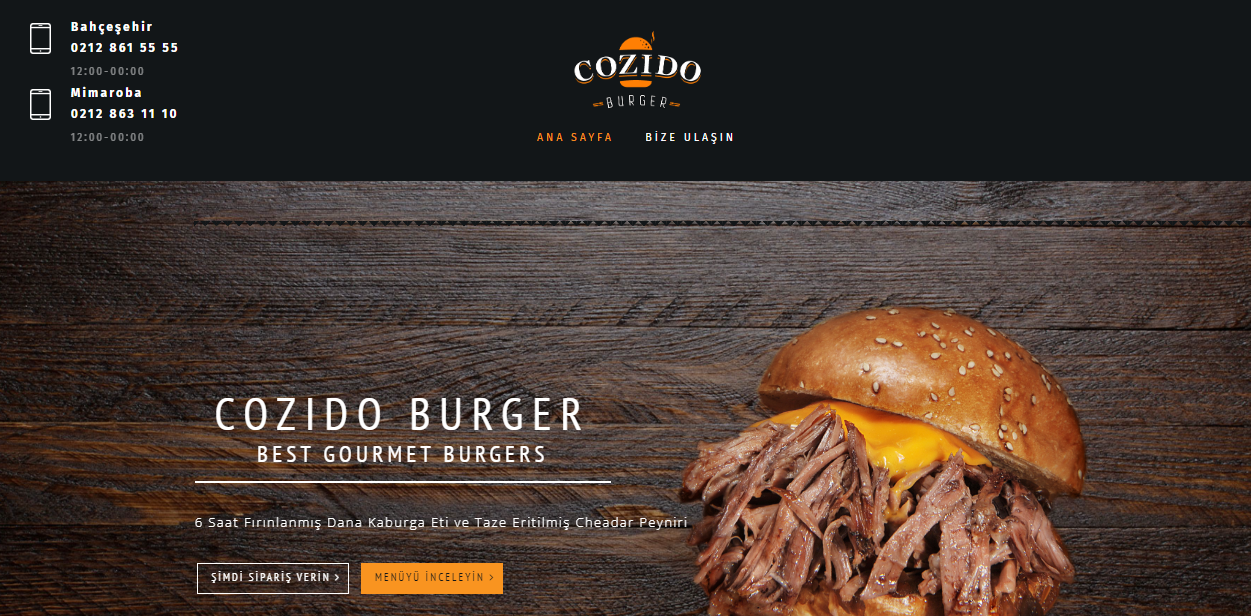 Bahçeşehir
0212 861 55 55
12:00-00:00
Mimaroba
0212 863 11 10
12:00-00:00
COZIDO
BURGER
ANA SAYFA
BİZE ULAŞIN
COZIDO BURGER
BEST GOURMET BURGERS
6 Saat Fırınlanmış Dana Kaburga Eti ve Taze Eritilmiş Cheadar Peyniri
ŞİMDİ SİPARİŞ VERİN >
MENÜYÜ İNCELEYİN >